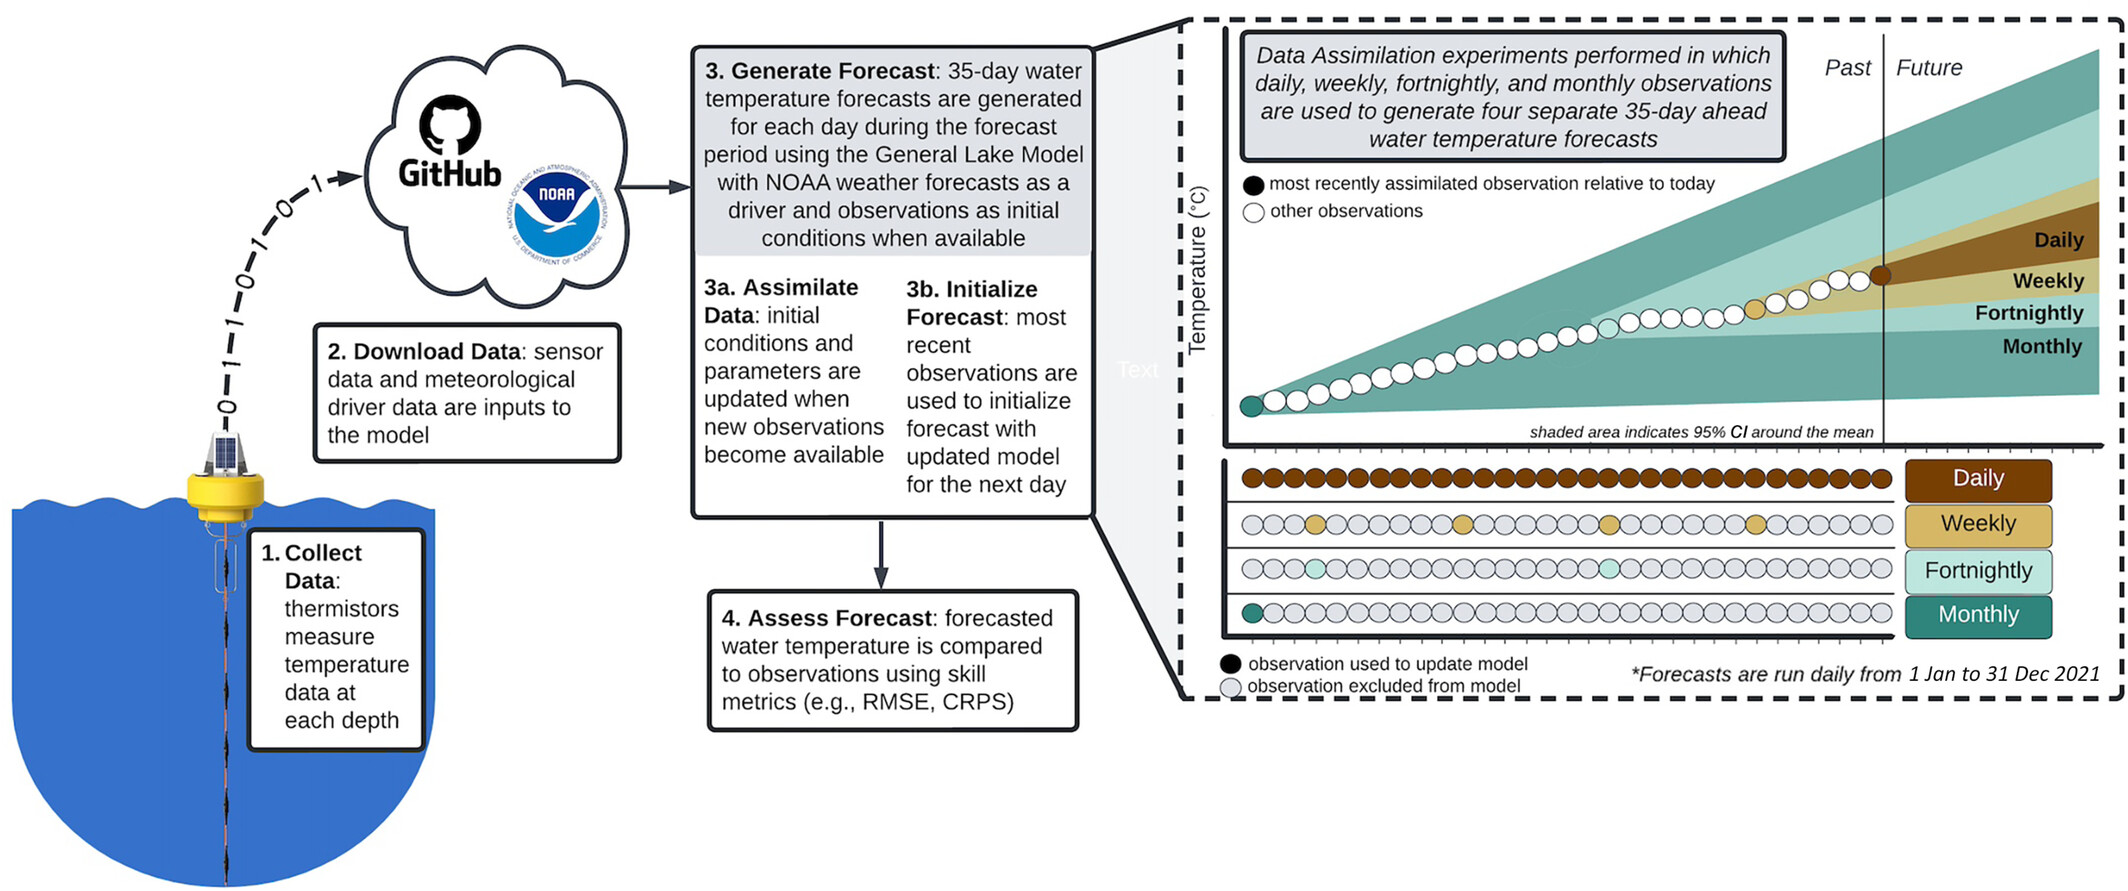 1. Collect
Data:
thermistors
measure
temperature
data at
each depth
0 1 1 0 1 0 1
GitHub
NOAA
NATIONAL OCEANIC AND ATMOSPHERIC ADMINISTRATION
U.S. DEPARTMENT OF COMMERCE
2. Download Data: sensor
data and meteorological
driver data are inputs to
the model
3. Generate Forecast: 35-day water
temperature forecasts are generated
for each day during the forecast
period using the General Lake Model
with NOAA weather forecasts as a
driver and observations as initial
conditions when available
3a. Assimilate
Data: initial
conditions and
parameters are
updated when
new observations
become available
3b. Initialize
Forecast: most
recent
observations are
used to initialize
forecast with
updated model
for the next day
4. Assess Forecast: forecasted
water temperature is compared
to observations using skill
metrics (e.g., RMSE, CRPS)
Text
Temperature (°C)
Data Assimilation experiments performed in which
daily, weekly, fortnightly, and monthly observations
are used to generate four separate 35-day ahead
water temperature forecasts
Past
Future
most recently assimilated observation relative to today
other observations
Daily
Weekly
Fortnightly
Monthly
shaded area indicates 95% CI around the mean
Daily
Weekly
Fortnightly
Monthly
observation used to update model
observation excluded from model
*Forecasts are run daily from 1 Jan to 31 Dec 2021